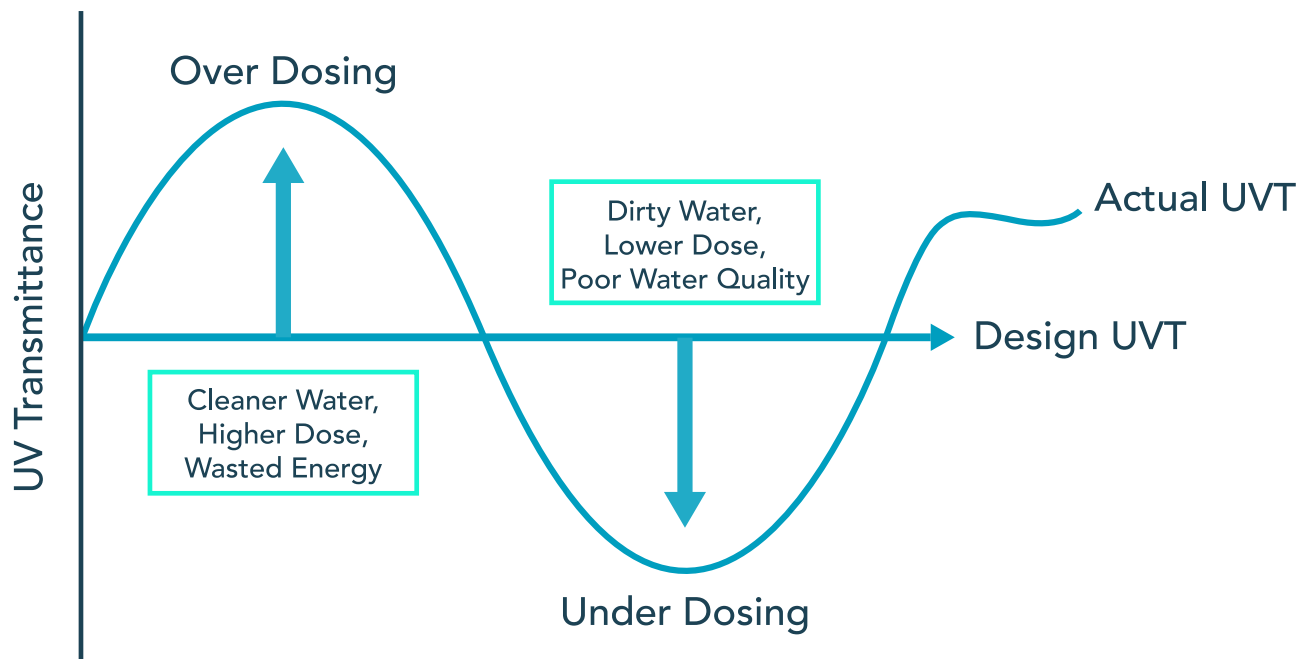 Over Dosing
UV Transmittance
Dirty Water,
Lower Dose,
Poor Water Quality
Actual UVT
Design UVT
Cleaner Water,
Higher Dose,
Wasted Energy
Under Dosing